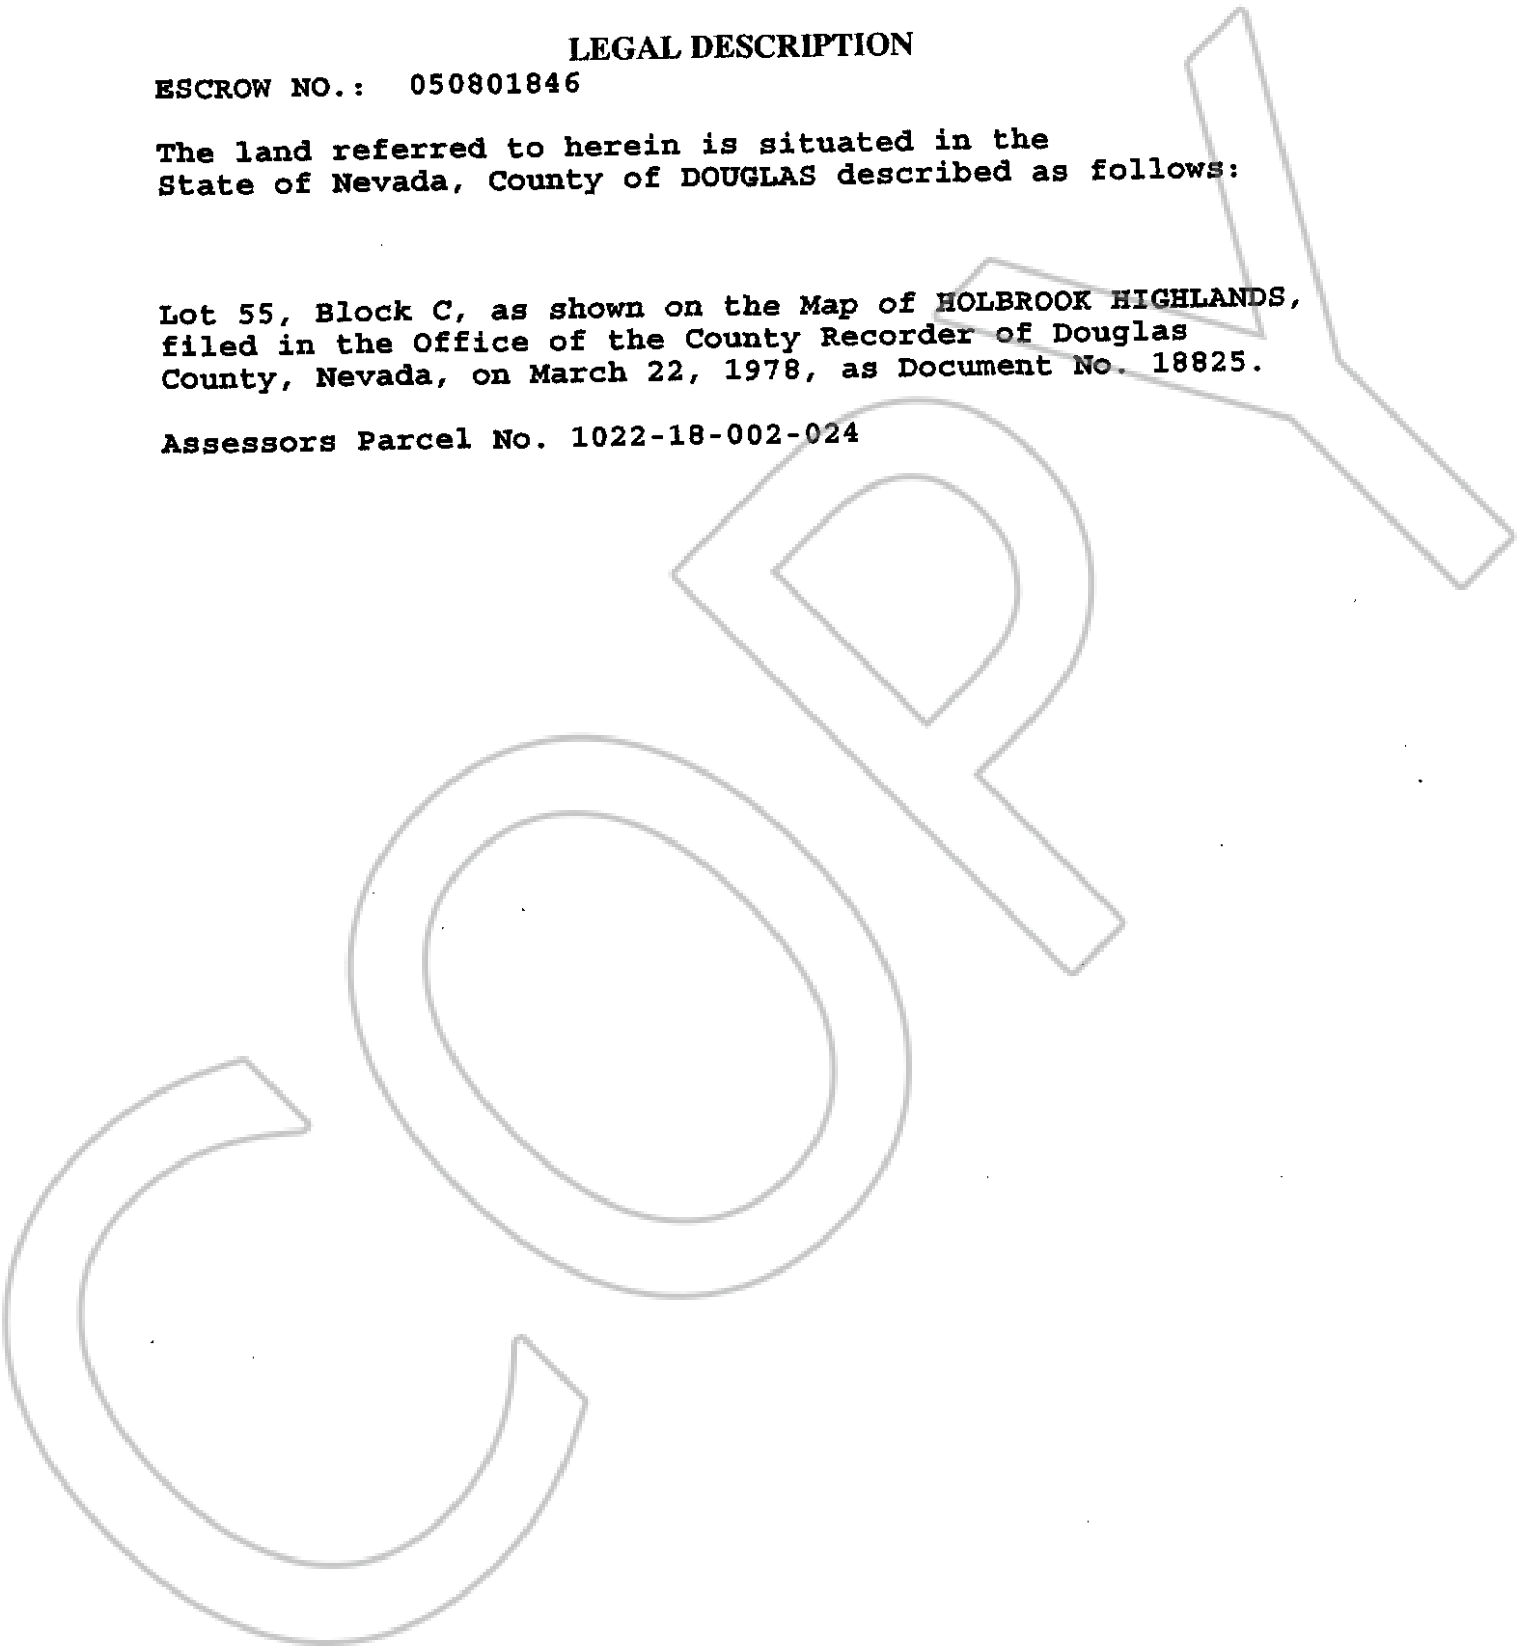 LEGAL DESCRIPTION
ESCROW NO.: 050801846
The land referred to herein is situated in the
State of Nevada, County of DOUGLAS described as follows:
Lot 55, Block C, as shown on the Map of HOLBROOK HIGHLANDS,
filed in the Office of the County Recorder of Douglas
County, Nevada, on March 22, 1978, as Document No. 18825.
Assessors Parcel No. 1022-18-002-024
COPY